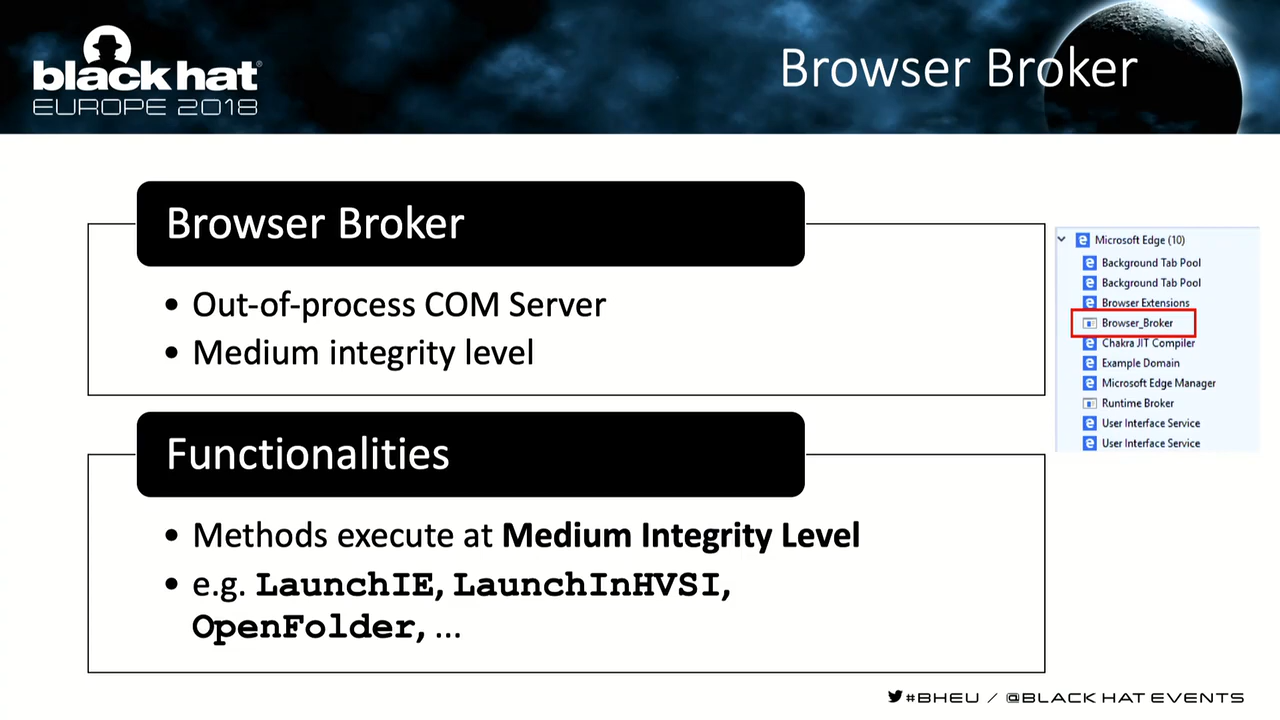 black hat®
EUROPE 2018
Browser Broker
Browser Broker
• Out-of-process COM Server
• Medium integrity level
Functionalities
• Methods execute at Medium Integrity Level
• e.g. LaunchIE, LaunchInHVSI,
OpenFolder, ...
Microsoft Edge (10)
Background Tab Pool
Background Tab Pool
Browser Extensions
Browser_Broker
Chakra JIT Compiler
Example Domain
Microsoft Edge Manager
Runtime Broker
User Interface Service
User Interface Service
#BHEU / @BLACK HAT EVENTS